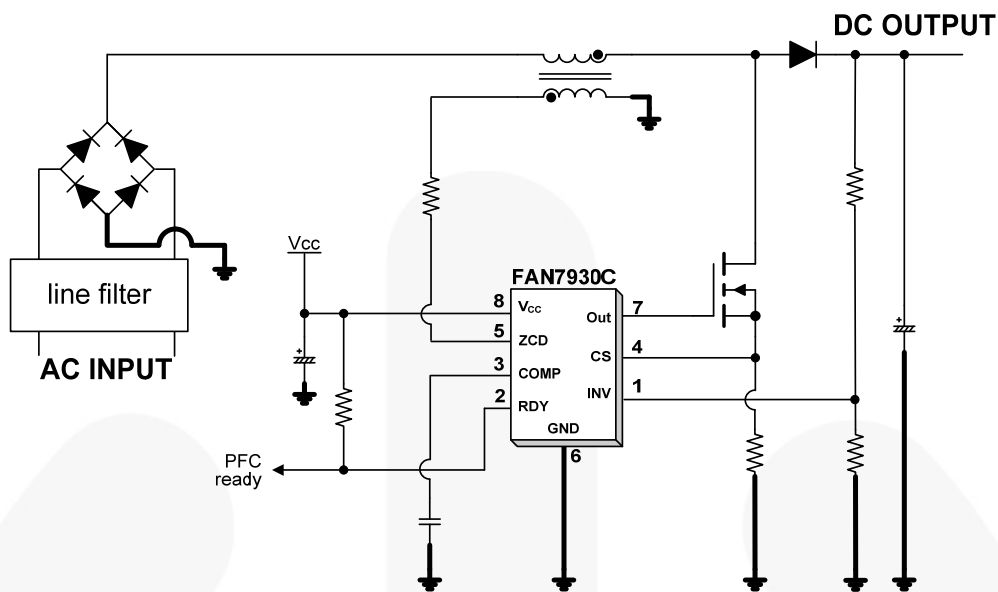 DC OUTPUT
line filter
AC INPUT
Vcc
FAN7930C
8
VCC
Out
7
5
ZCD
CS
4
3
COMP
INV
1
2
RDY
GND
6
PFC
ready